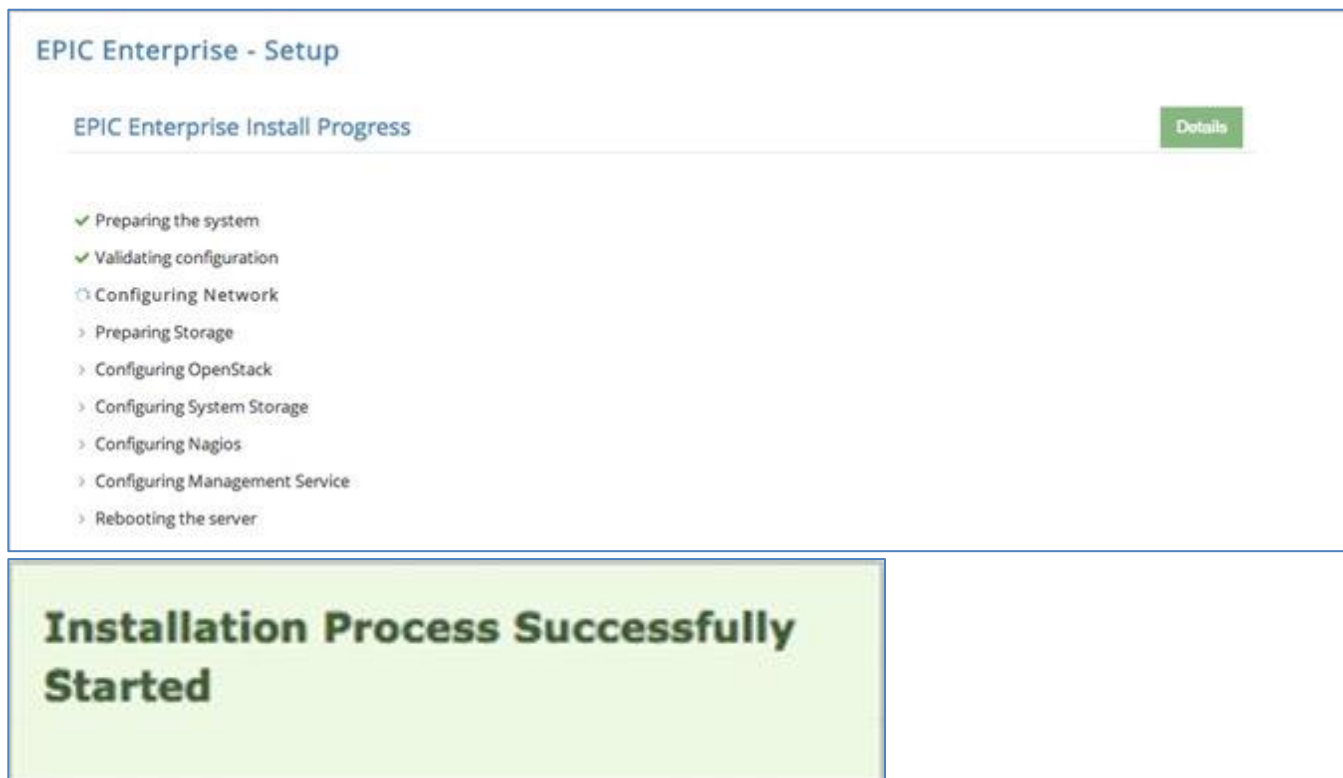 EPIC Enterprise - Setup
EPIC Enterprise Install Progress
Details
Preparing the system
Validating configuration
Configuring Network
Preparing Storage
Configuring OpenStack
Configuring System Storage
Configuring Nagios
Configuring Management Service
Rebooting the server
Installation Process Successfully
Started